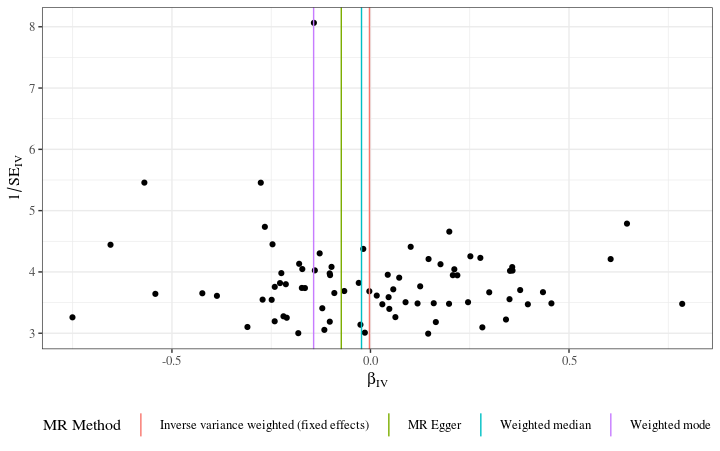 8
7
6
5
4
3
1/SE_IV
-0.5 0.0 0.5
β_IV
MR Method Inverse variance weighted (fixed effects) MR Egger Weighted median Weighted mode